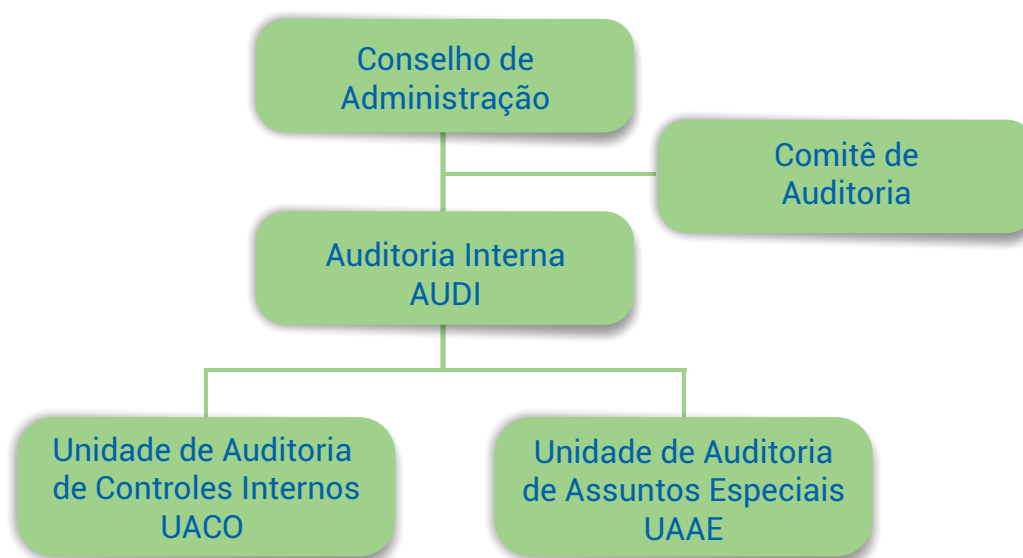 Conselho de
Administração
Comitê de
Auditoria
Auditoria Interna
AUDI
Unidade de Auditoria
de Controles Internos
UACO
Unidade de Auditoria
de Assuntos Especiais
UAAE